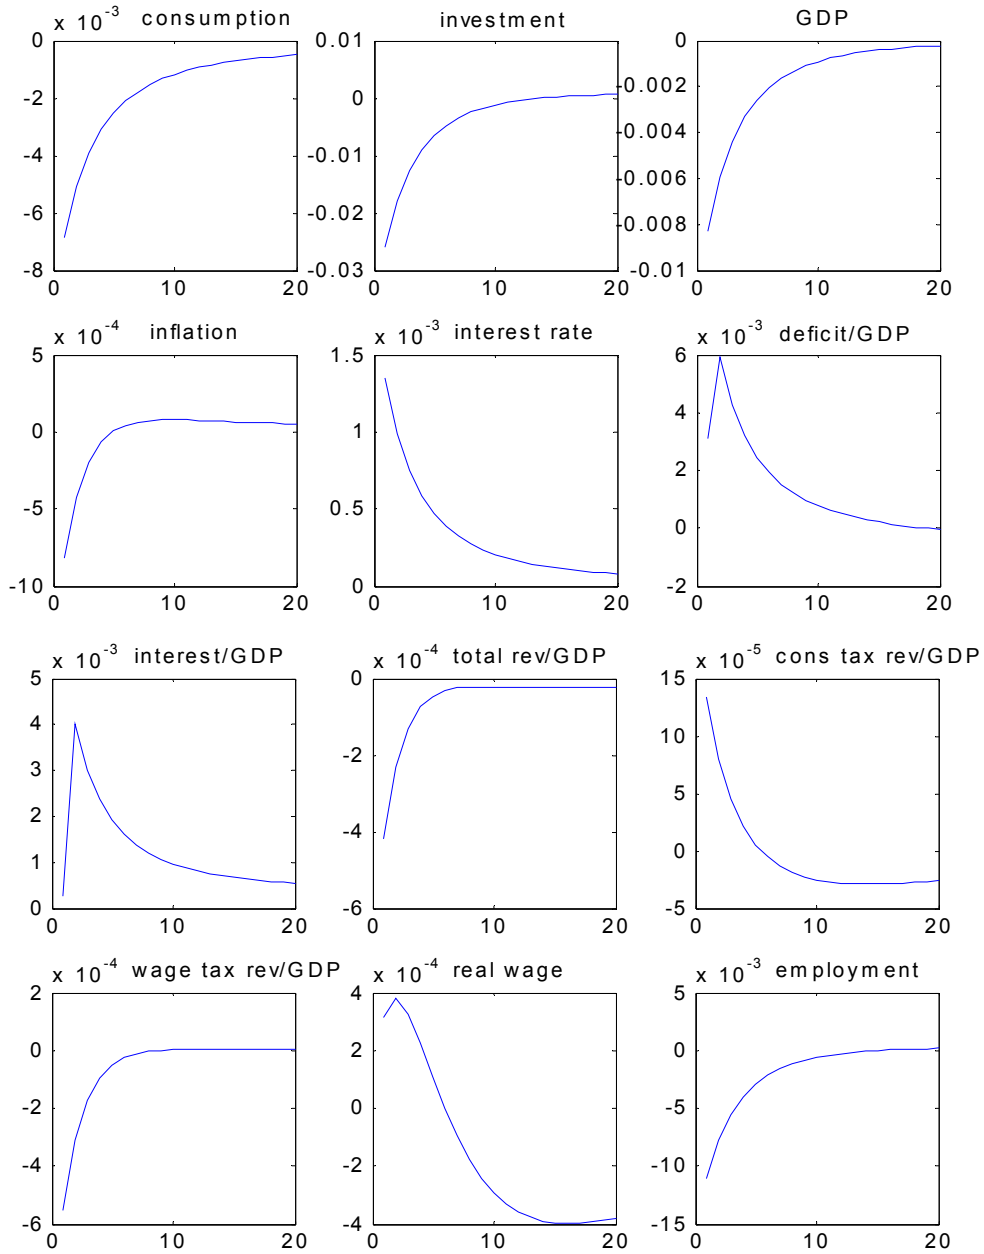 x 10-3 consumption
investment
GDP
0
-2
-4
-6
-8
0 10 20
0.01
0
-0.01
-0.02
-0.03
0 10 20
0
-0.002
-0.004
-0.006
-0.008
-0.01
0 10 20
x 10-4 inflation
x 10-3 interest rate
x 10-3 deficit/GDP
5
0
-5
-10
0 10 20
1.5
1
0.5
0
0 10 20
6
4
2
0
-2
0 10 20
x 10-3 interest/GDP
x 10-4 total rev/GDP
x 10-5 cons tax rev/GDP
5
4
3
2
1
0
0 10 20
0
-2
-4
-6
0 10 20
15
10
5
0
-5
0 10 20
x 10-4 wage tax rev/GDP
x 10-4 real wage
x 10-3 employment
2
0
-2
-4
-6
0 10 20
4
2
0
-2
-4
0 10 20
5
0
-5
-10
-15
0 10 20